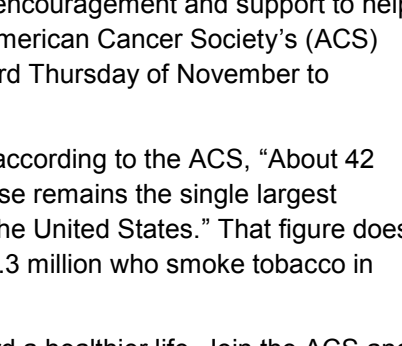 encouragement and support to help
merican Cancer Society’s (ACS)
rd Thursday of November to
according to the ACS, “About 42
se remains the single largest
he United States.” That figure does
.3 million who smoke tobacco in
a healthier life. Join the ACS and